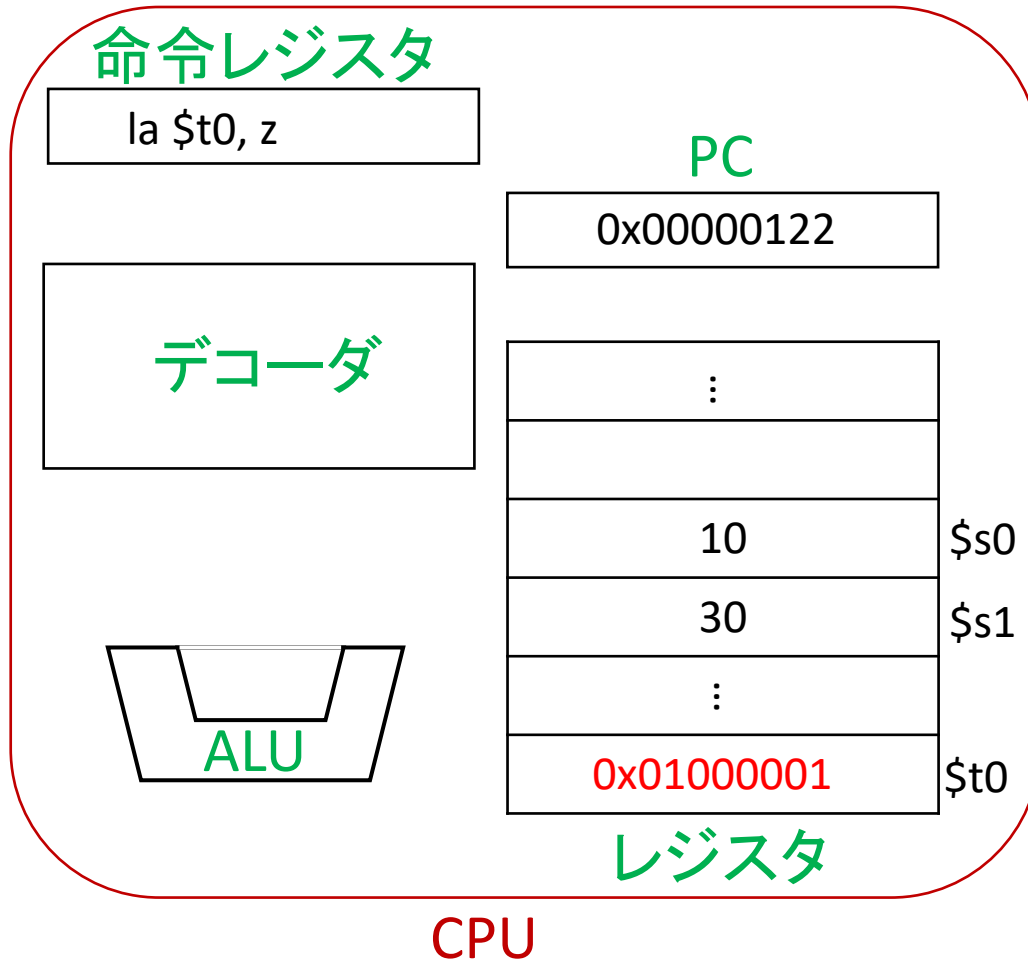 命令レジスタ
la $t0, z
PC
0x00000122
デコーダ
…
10 $s0
30 $s1
…
ALU
0x01000001 $t0
レジスタ
CPU